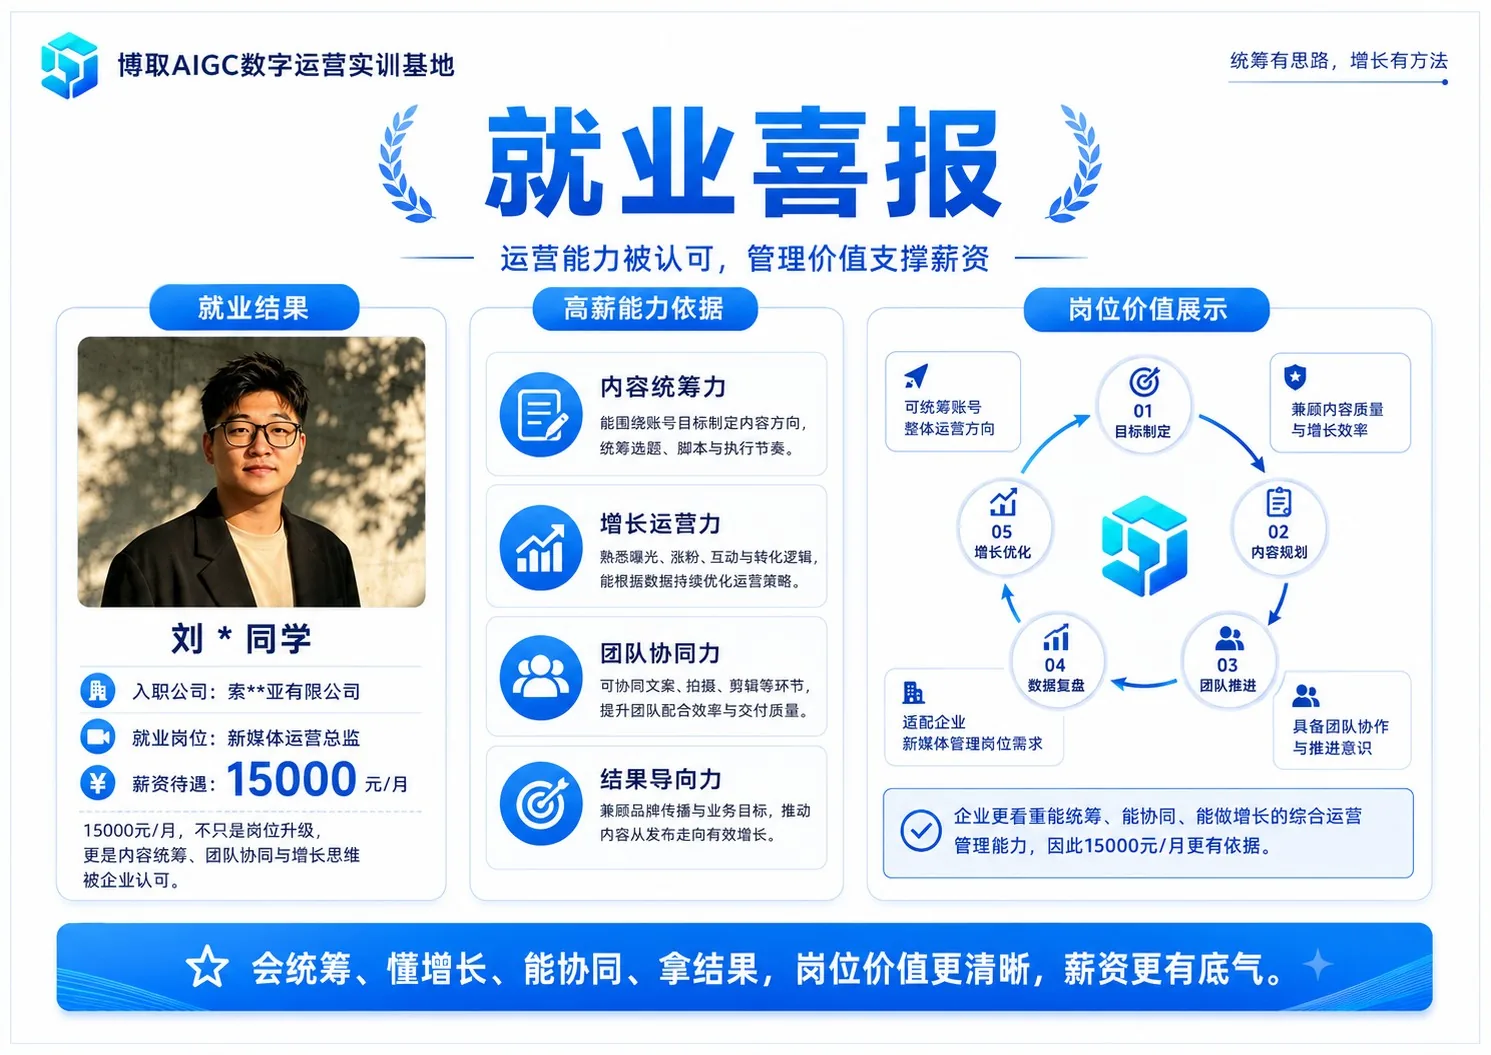 博取AIGC数字运营实训基地
统筹有思路，增长有方法
就业喜报
运营能力被认可，管理价值支撑薪资
就业结果
刘 * 同学
入职公司：索**亚有限公司
就业岗位：新媒体运营总监
薪资待遇：15000 元/月
15000元/月，不只是岗位升级，
更是内容统筹、团队协同与增长思维
被企业认可。
高薪能力依据
内容统筹力
能围绕账号目标制定内容方向，
统筹选题、脚本与执行节奏。
增长运营力
熟悉曝光、涨粉、互动与转化逻辑，
能根据数据持续优化运营策略。
团队协同力
可协同文案、拍摄、剪辑等环节，
提升团队配合效率与交付质量。
结果导向力
兼顾品牌传播与业务目标，推动
内容从发布走向有效增长。
岗位价值展示
可统筹账号
整体运营方向
01
目标制定
兼顾内容质量
与增长效率
05
增长优化
02
内容规划
04
数据复盘
03
团队推进
适配企业
新媒体管理岗位需求
具备团队协作
与推进意识
企业更看重能统筹、能协同、能做增长的综合运营
管理能力，因此15000元/月更有依据。
会统筹、懂增长、能协同、拿结果，岗位价值更清晰，薪资更有底气。